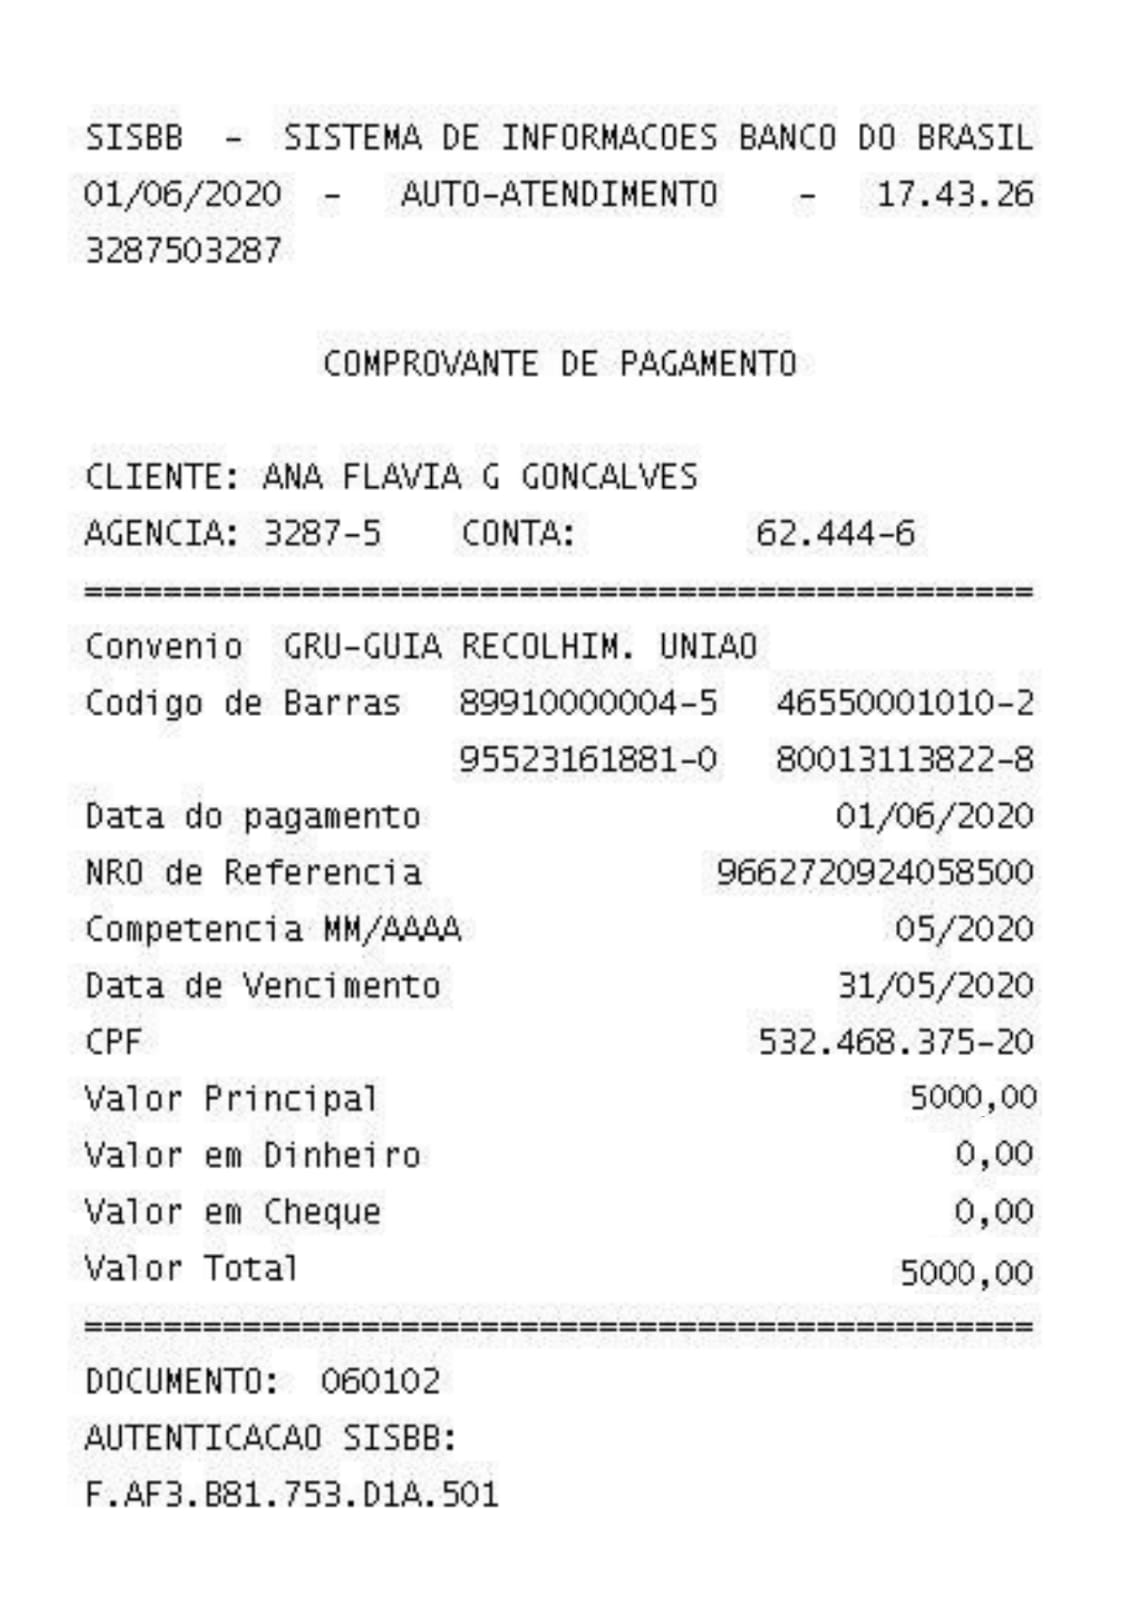 SISBB - SISTEMA DE INFORMACOES BANCO DO BRASIL
01/06/2020 - AUTO-ATENDIMENTO - 17.43.26
3287503287
COMPROVANTE DE PAGAMENTO
CLIENTE: ANA FLAVIA G GONCALVES
AGENCIA: 3287-5 CONTA: 62.444-6
================================================
Convenio GRU-GUIA RECOLHIM. UNIAO
Codigo de Barras 89910000004-5 46550001010-2
95523161881-0 80013113822-8
Data do pagamento 01/06/2020
NRO de Referencia 9662720924058500
Competencia MM/AAAA 05/2020
Data de Vencimento 31/05/2020
CPF 532.468.375-20
Valor Principal 5000,00
Valor em Dinheiro 0,00
Valor em Cheque 0,00
Valor Total 5000,00
================================================
DOCUMENTO: 060102
AUTENTICACAO SISBB:
F.AF3.B81.753.D1A.501